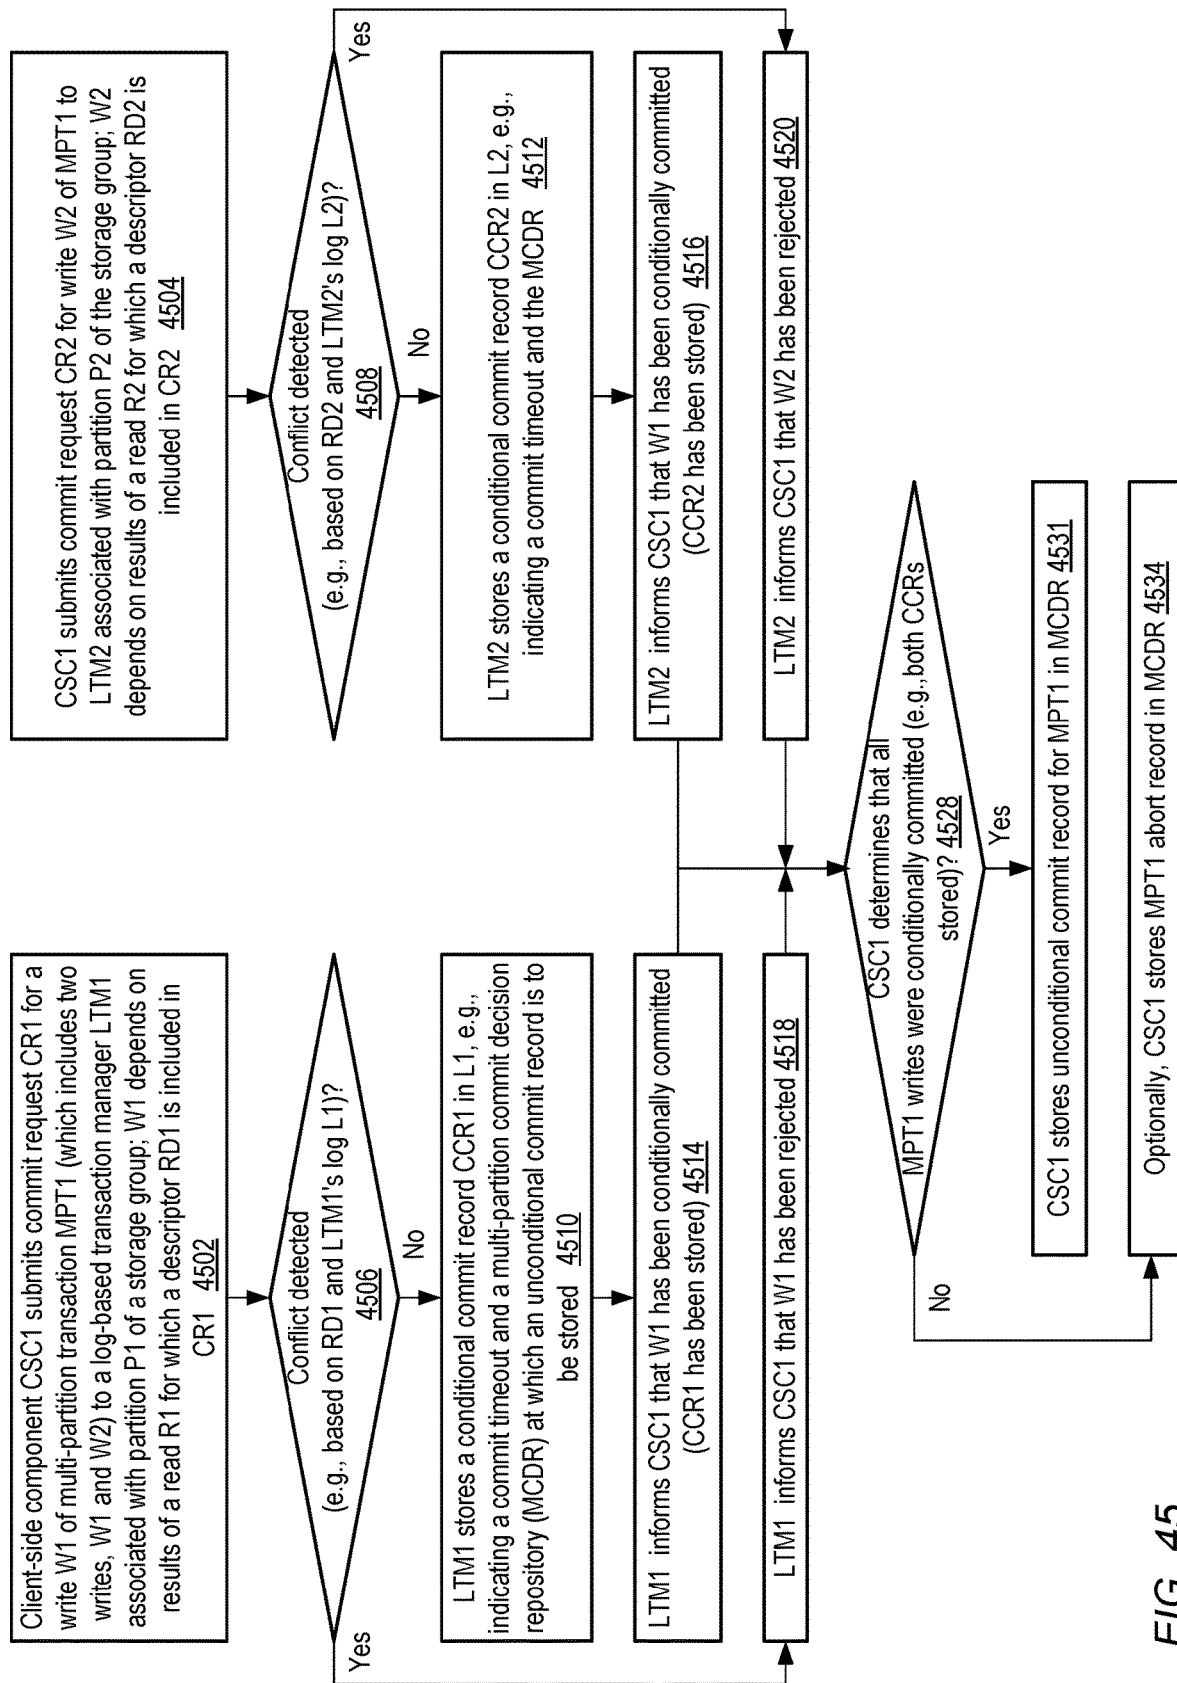 Client-side component CSC1 submits commit request CR1 for a
write W1 of multi-partition transaction MPT1 (which includes two
writes, W1 and W2) to a log-based transaction manager LTM1
associated with partition P1 of a storage group; W1 depends on
results of a read R1 for which a descriptor RD1 is included in
CR1 4502
CSC1 submits commit request CR2 for write W2 of MPT1 to
LTM2 associated with partition P2 of the storage group; W2
depends on results of a read R2 for which a descriptor RD2 is
included in CR2 4504
Conflict detected
(e.g., based on RD1 and LTM1's log L1)?
4506
Yes
No
Conflict detected
(e.g., based on RD2 and LTM2's log L2)?
4508
Yes
No
LTM1 stores a conditional commit record CCR1 in L1, e.g.,
indicating a commit timeout and a multi-partition commit decision
repository (MCDR) at which an unconditional commit record is to
be stored 4510
LTM2 stores a conditional commit record CCR2 in L2, e.g.,
indicating a commit timeout and the MCDR 4512
LTM1 informs CSC1 that W1 has been conditionally committed
(CCR1 has been stored) 4514
LTM2 informs CSC1 that W1 has been conditionally committed
(CCR2 has been stored) 4516
LTM1 informs CSC1 that W1 has been rejected 4518
LTM2 informs CSC1 that W2 has been rejected 4520
CSC1 determines that all
MPT1 writes were conditionally committed (e.g., both CCRs
stored)? 4528
No
Yes
CSC1 stores unconditional commit record for MPT1 in MCDR 4531
Optionally, CSC1 stores MPT1 abort record in MCDR 4534
FIG. 45